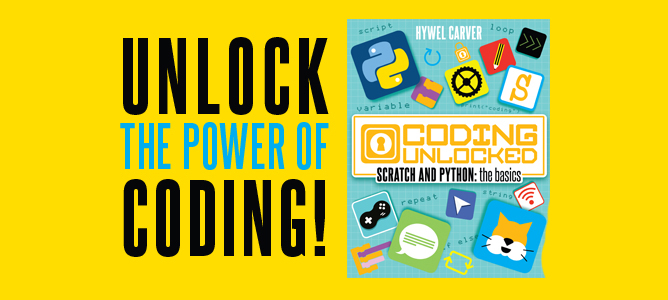 UNLOCK
THE POWER OF
CODING!
HYWEL CARVER
script
loop
>>>
S
variable
CODING
UNLOCKED
SCRATCH AND PYTHON: the basics
repeat
string